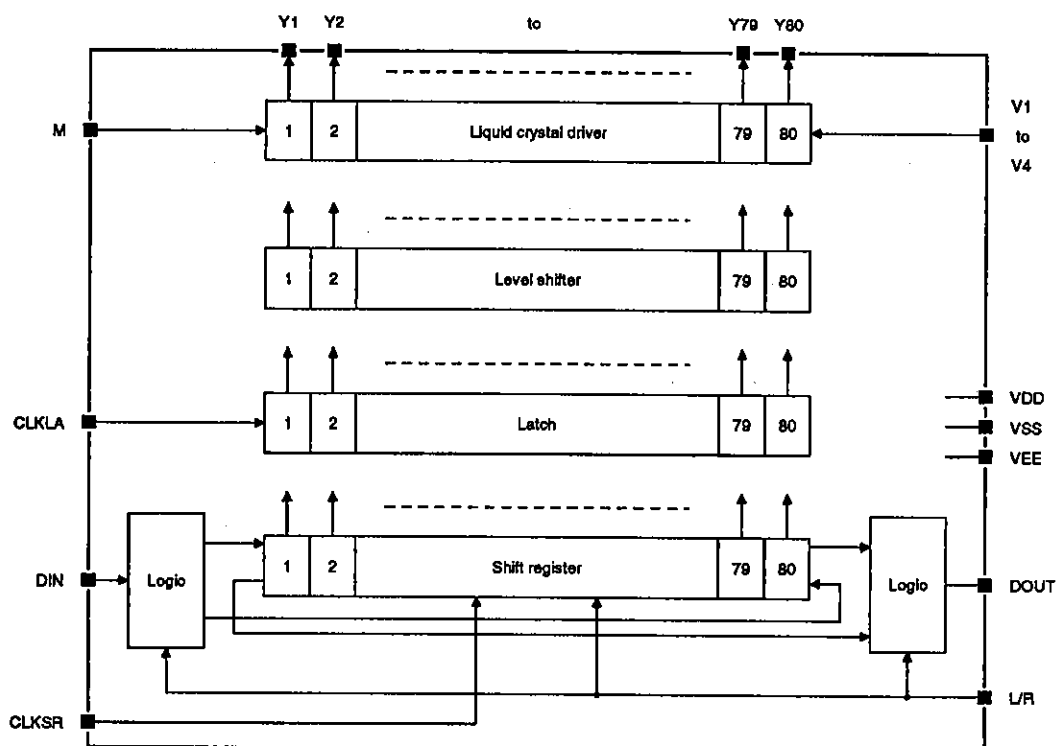 Y1 Y2 to Y79 Y80
M 1 2 Liquid crystal driver 79 80 V1
to
V4
1 2 Level shifter 79 80
CLKLA 1 2 Latch 79 80 VDD
VSS
VEE
DIN Logic 1 2 Shift register 79 80 Logic DOUT
L/R
CLKSR